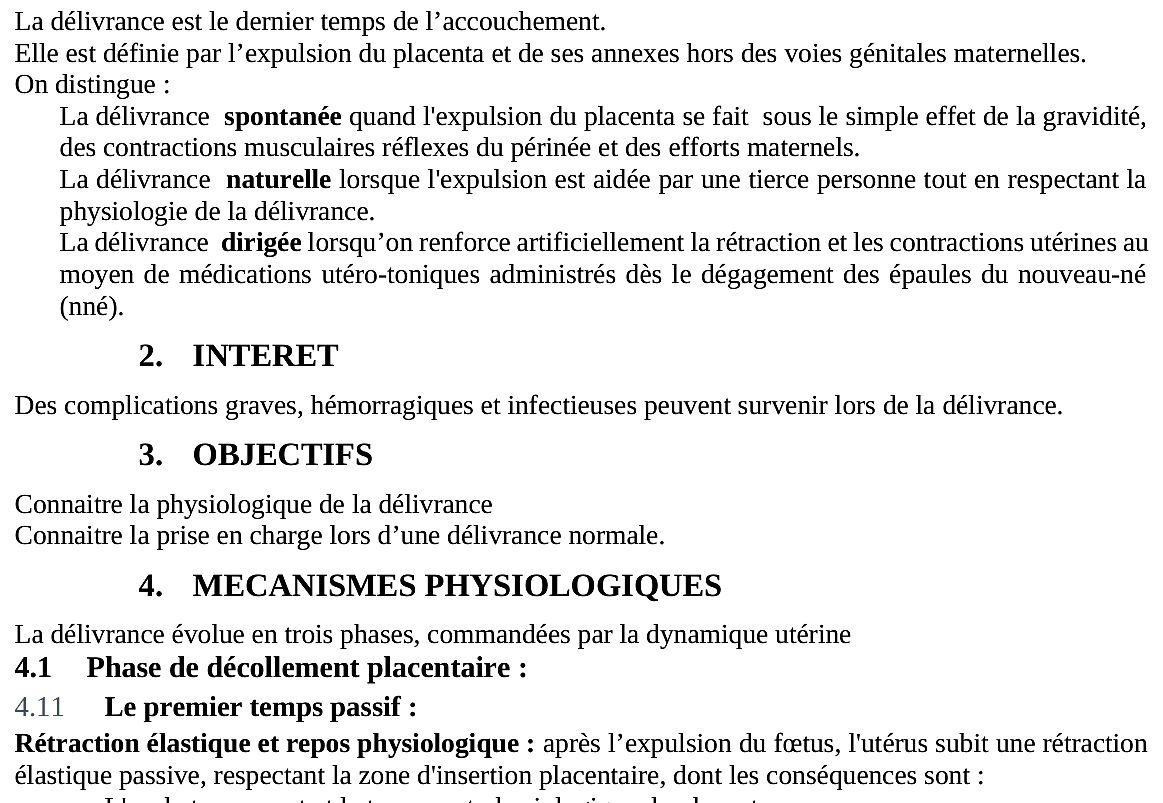 La délivrance est le dernier temps de l’accouchement.
Elle est définie par l’expulsion du placenta et de ses annexes hors des voies génitales maternelles.
On distingue :
La délivrance spontanée quand l'expulsion du placenta se fait sous le simple effet de la gravidité,
des contractions musculaires réflexes du périnée et des efforts maternels.
La délivrance naturelle lorsque l'expulsion est aidée par une tierce personne tout en respectant la
physiologie de la délivrance.
La délivrance dirigée lorsqu’on renforce artificiellement la rétraction et les contractions utérines au
moyen de médications utéro-toniques administrés dès le dégagement des épaules du nouveau-né
(nné).
2. INTERET
Des complications graves, hémorragiques et infectieuses peuvent survenir lors de la délivrance.
3. OBJECTIFS
Connaitre la physiologique de la délivrance
Connaitre la prise en charge lors d’une délivrance normale.
4. MECANISMES PHYSIOLOGIQUES
La délivrance évolue en trois phases, commandées par la dynamique utérine
4.1 Phase de décollement placentaire :
4.11 Le premier temps passif :
Rétraction élastique et repos physiologique : après l’expulsion du fœtus, l'utérus subit une rétraction
élastique passive, respectant la zone d'insertion placentaire, dont les conséquences sont :